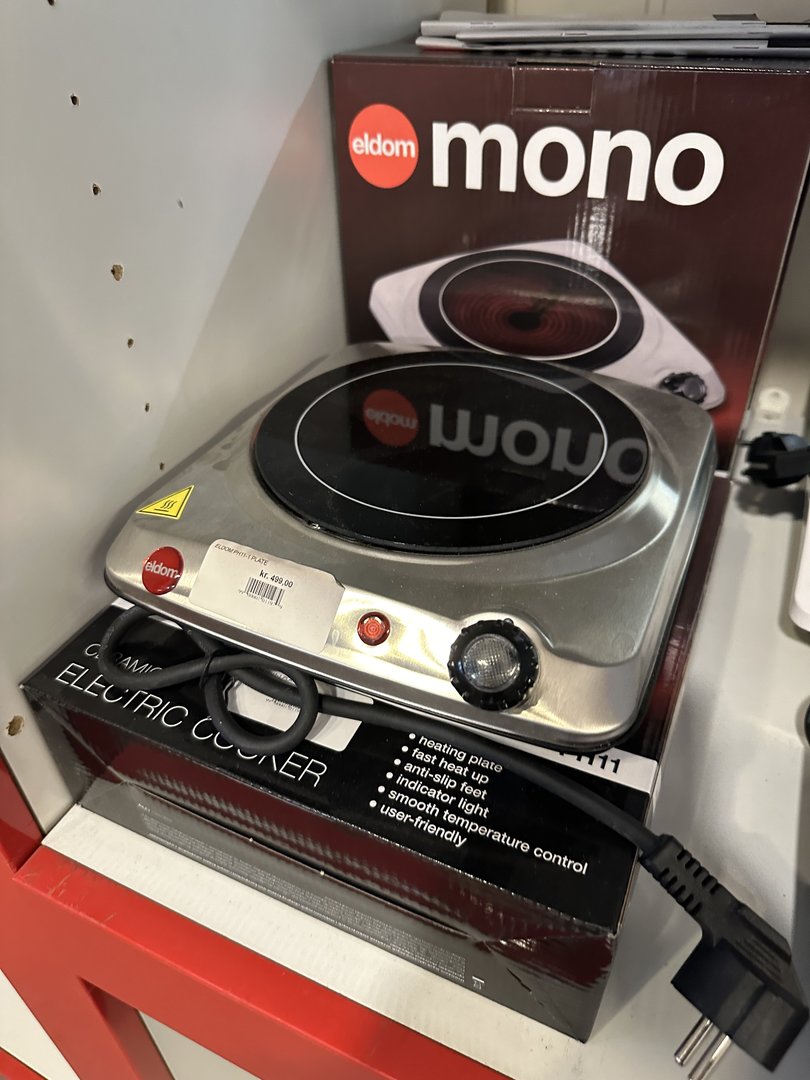 eldom
mono
eldom
mono
eldom
ELDOM PH11-1 PLATE
kr. 499,00
ELECTRIC COOKER
• heating plate
• fast heat up
• anti-slip feet
• indicator light
• smooth temperature control
• user-friendly